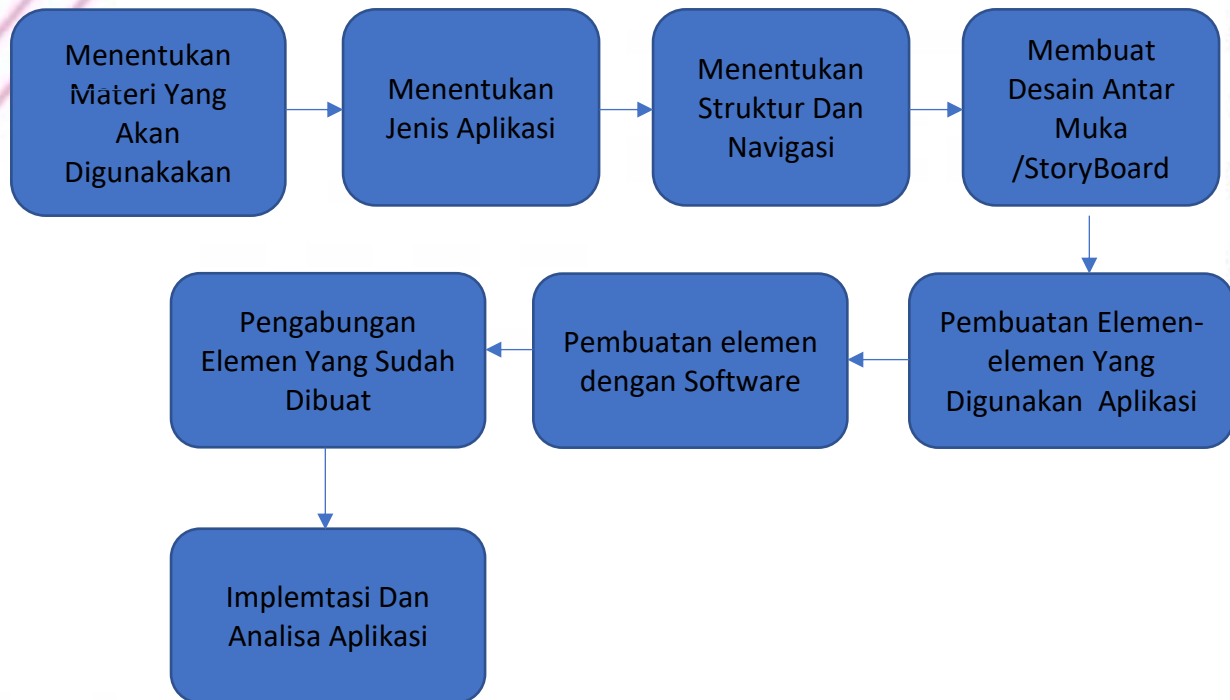 Menentukan
Materi Yang
Akan
Digunakakan
Menentukan
Jenis Aplikasi
Menentukan
Struktur Dan
Navigasi
Membuat
Desain Antar
Muka
/StoryBoard
Pembuatan Elemen-
elemen Yang
Digunakan Aplikasi
Pembuatan elemen
dengan Software
Pengabungan
Elemen Yang Sudah
Dibuat
Implemtasi Dan
Analisa Aplikasi